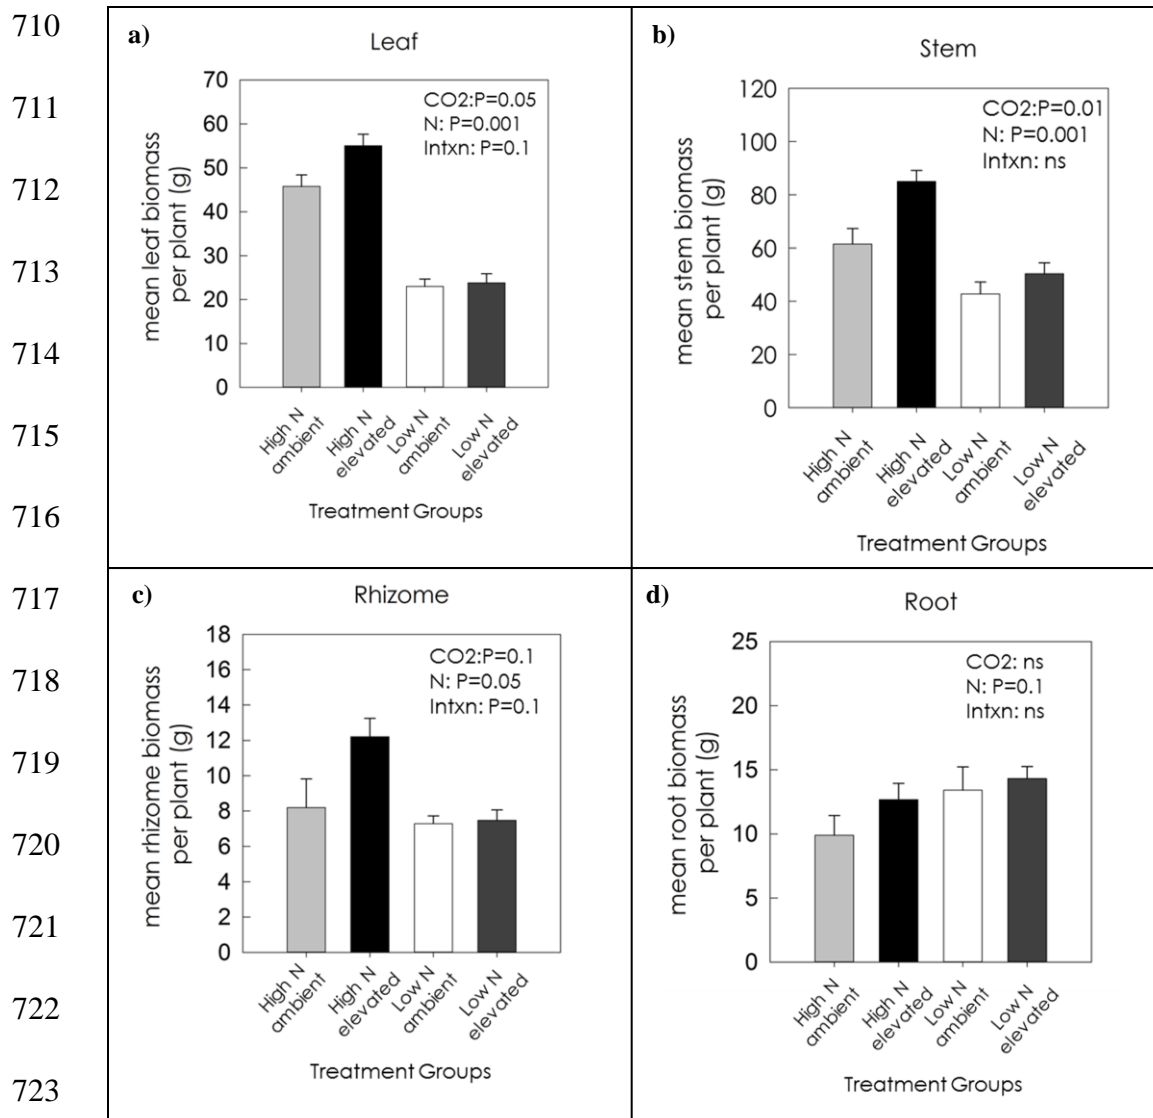 710
711
712
713
714
715
716
717
718
719
720
721
722
723
a)
Leaf
CO2:P=0.05
N: P=0.001
Intxn: P=0.1
mean leaf biomass
per plant (g)
70
60
50
40
30
20
10
0
High N
ambient
High N
elevated
Low N
ambient
Low N
elevated
Treatment Groups
b)
Stem
CO2:P=0.01
N: P=0.001
Intxn: ns
mean stem biomass
per plant (g)
120
100
80
60
40
20
0
High N
ambient
High N
elevated
Low N
ambient
Low N
elevated
Treatment Groups
c)
Rhizome
CO2:P=0.1
N: P=0.05
Intxn: P=0.1
mean rhizome biomass
per plant (g)
18
16
14
12
10
8
6
4
2
0
High N
ambient
High N
elevated
Low N
ambient
Low N
elevated
Treatment Groups
d)
Root
CO2: ns
N: P=0.1
Intxn: ns
mean root biomass
per plant (g)
25
20
15
10
5
0
High N
ambient
High N
elevated
Low N
ambient
Low N
elevated
Treatment Groups